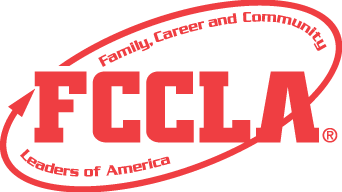 Family, Career and Community
FCCLA®
Leaders of America